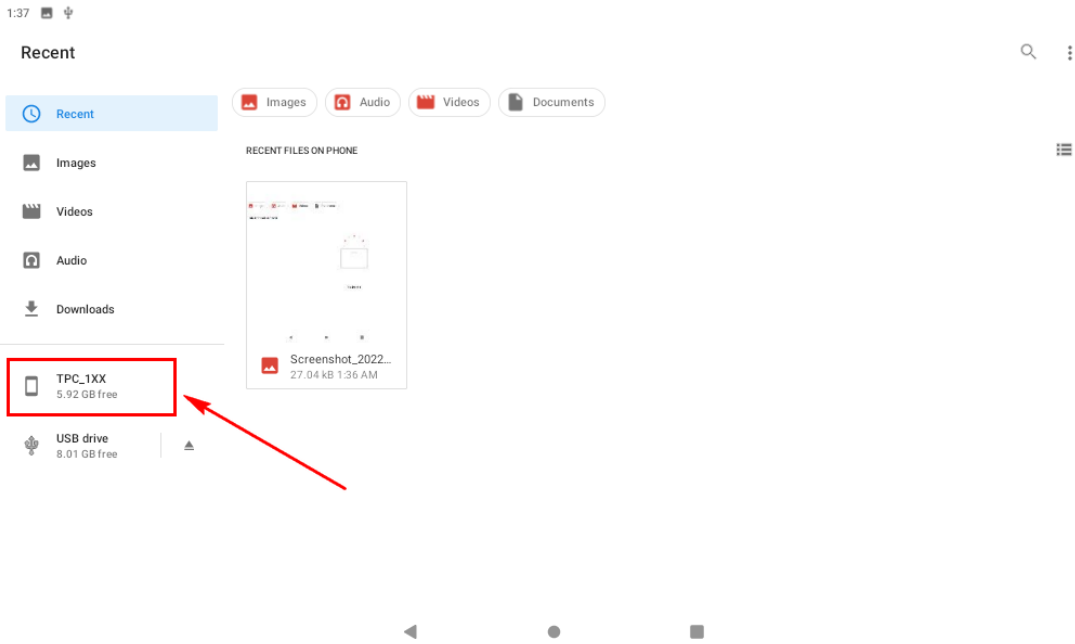 1:37
Recent
Recent
Images
Videos
Audio
Downloads
TPC_1XX
5.92 GB free
USB drive
8.01 GB free
Images
Audio
Videos
Documents
RECENT FILES ON PHONE
Screenshot_2022...
27.04 kB 1:36 AM